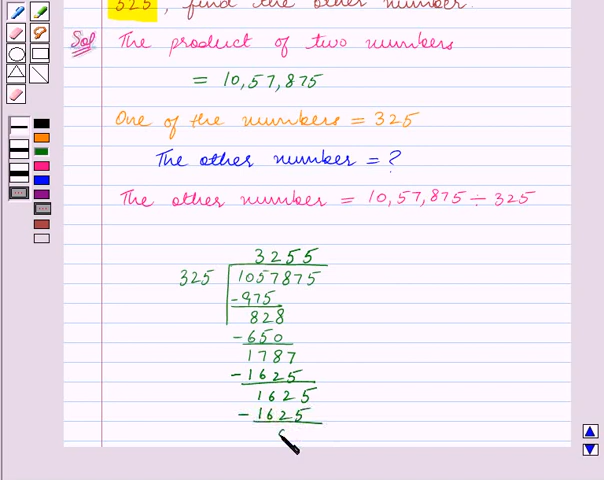 325, find the other number.
Sol The product of two numbers
= 10,57,875
One of the numbers = 325
The other number = ?
The other number = 10,57,875 ÷ 325
3255
325 1057875
-975
828
-650
1787
-1625
1625
-1625